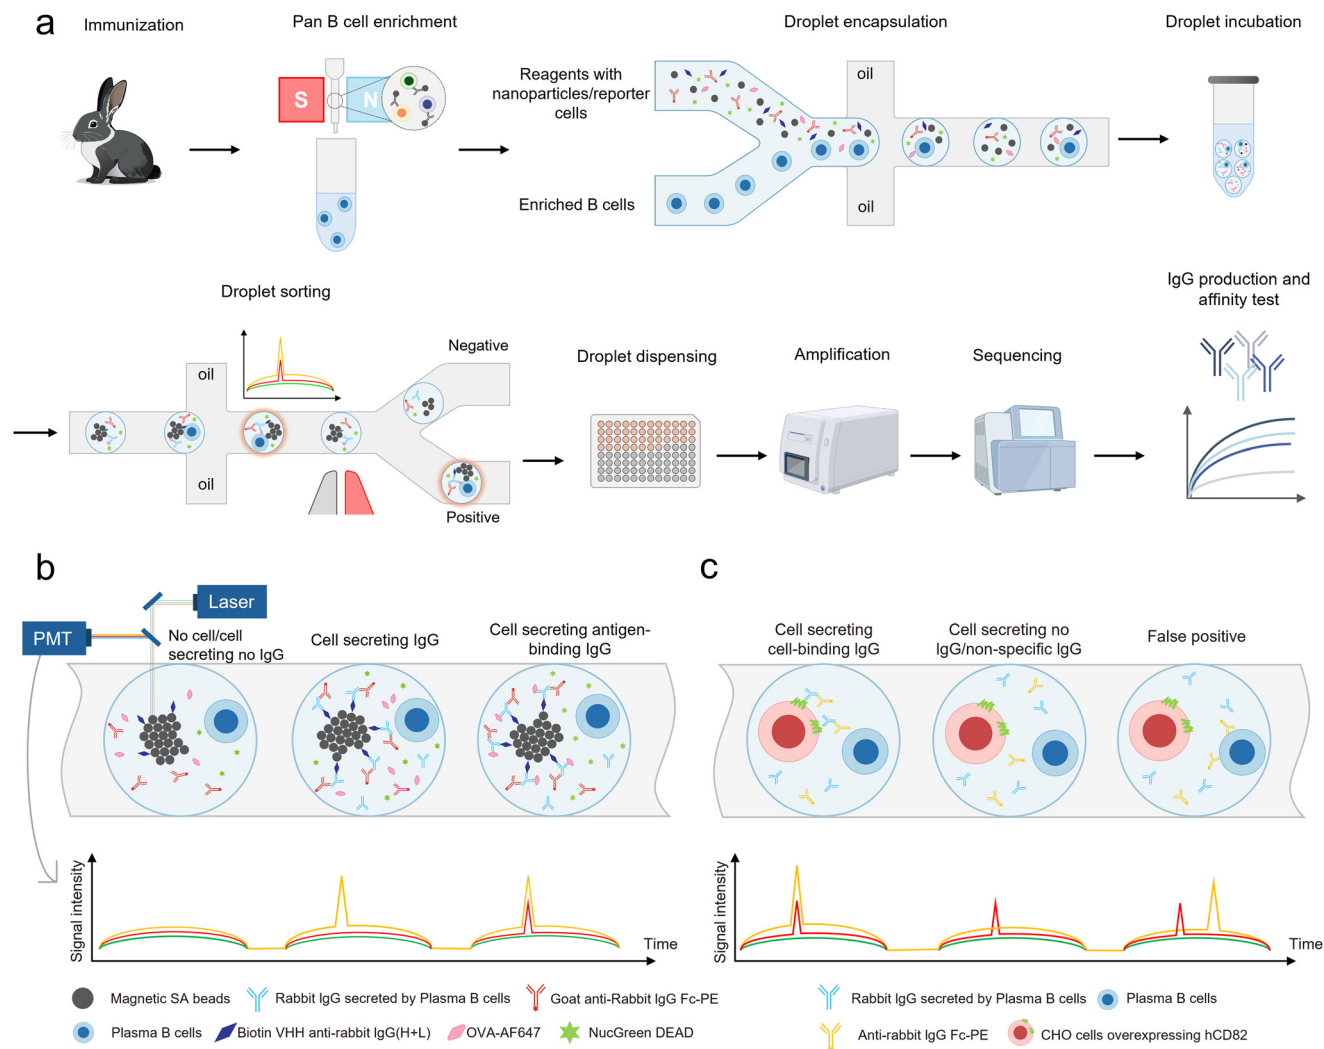 a
Immunization
Pan B cell enrichment
Droplet encapsulation
Droplet incubation
S
N
Reagents with
nanoparticles/reporter
cells
oil
Enriched B cells
oil
Droplet sorting
oil
oil
Negative
Positive
Droplet dispensing
Amplification
Sequencing
IgG production and
affinity test
b
Laser
PMT
No cell/cell
secreting no IgG
Cell secreting IgG
Cell secreting antigen-
binding IgG
Signal intensity
Time
Magnetic SA beads
Rabbit IgG secreted by Plasma B cells
Goat anti-Rabbit IgG Fc-PE
Plasma B cells
Biotin VHH anti-rabbit IgG(H+L)
OVA-AF647
NucGreen DEAD
c
Cell secreting
cell-binding IgG
Cell secreting no
IgG/non-specific IgG
False positive
Signal intensity
Time
Rabbit IgG secreted by Plasma B cells
Plasma B cells
Anti-rabbit IgG Fc-PE
CHO cells overexpressing hCD82